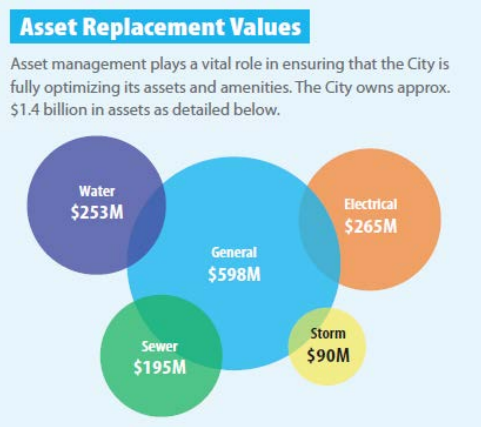 Asset Replacement Values
Asset management plays a vital role in ensuring that the City is
fully optimizing its assets and amenities. The City owns approx.
$1.4 billion in assets as detailed below.
Water
$253M
Electrical
$265M
General
$598M
Storm
$90M
Sewer
$195M